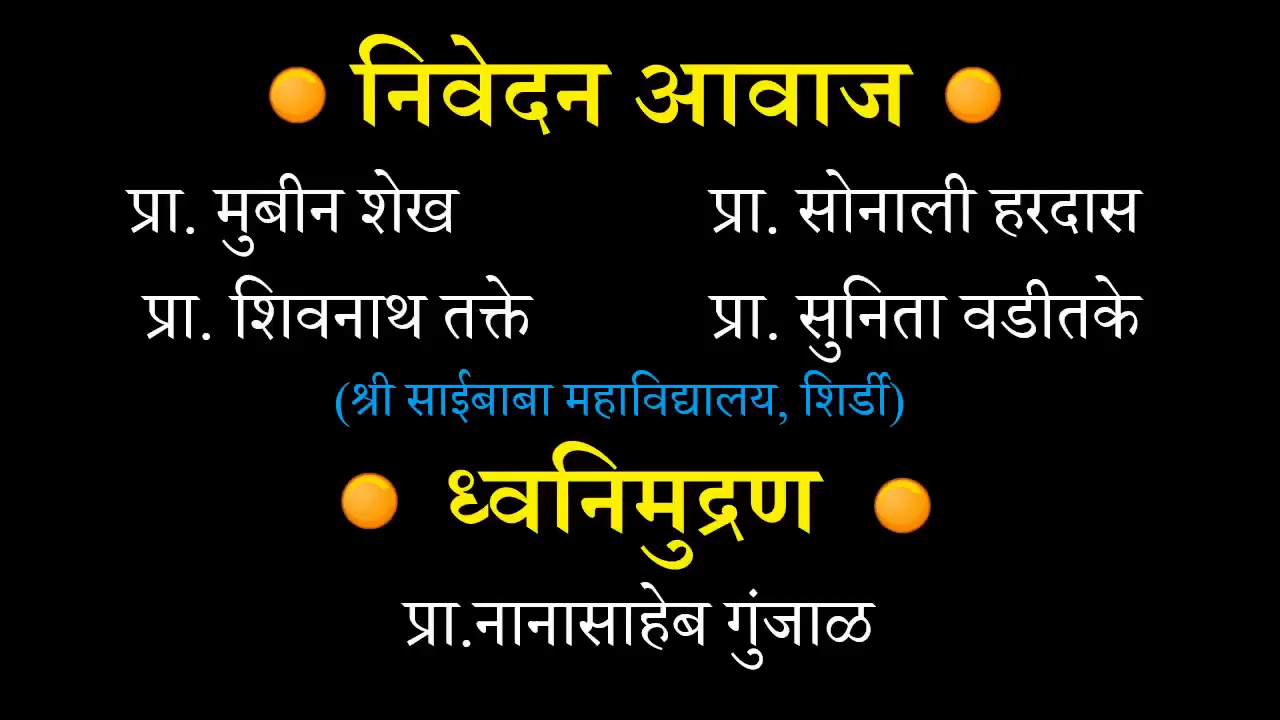 निवेदन आवाज
प्रा. मुबीन शेख प्रा. सोनाली हरदास
प्रा. शिवनाथ तक्ते प्रा. सुनिता वडीतके
(श्री साईबाबा महाविद्यालय, शिर्डी)
ध्वनिमुद्रण
प्रा.नानासाहेब गुंजाळ